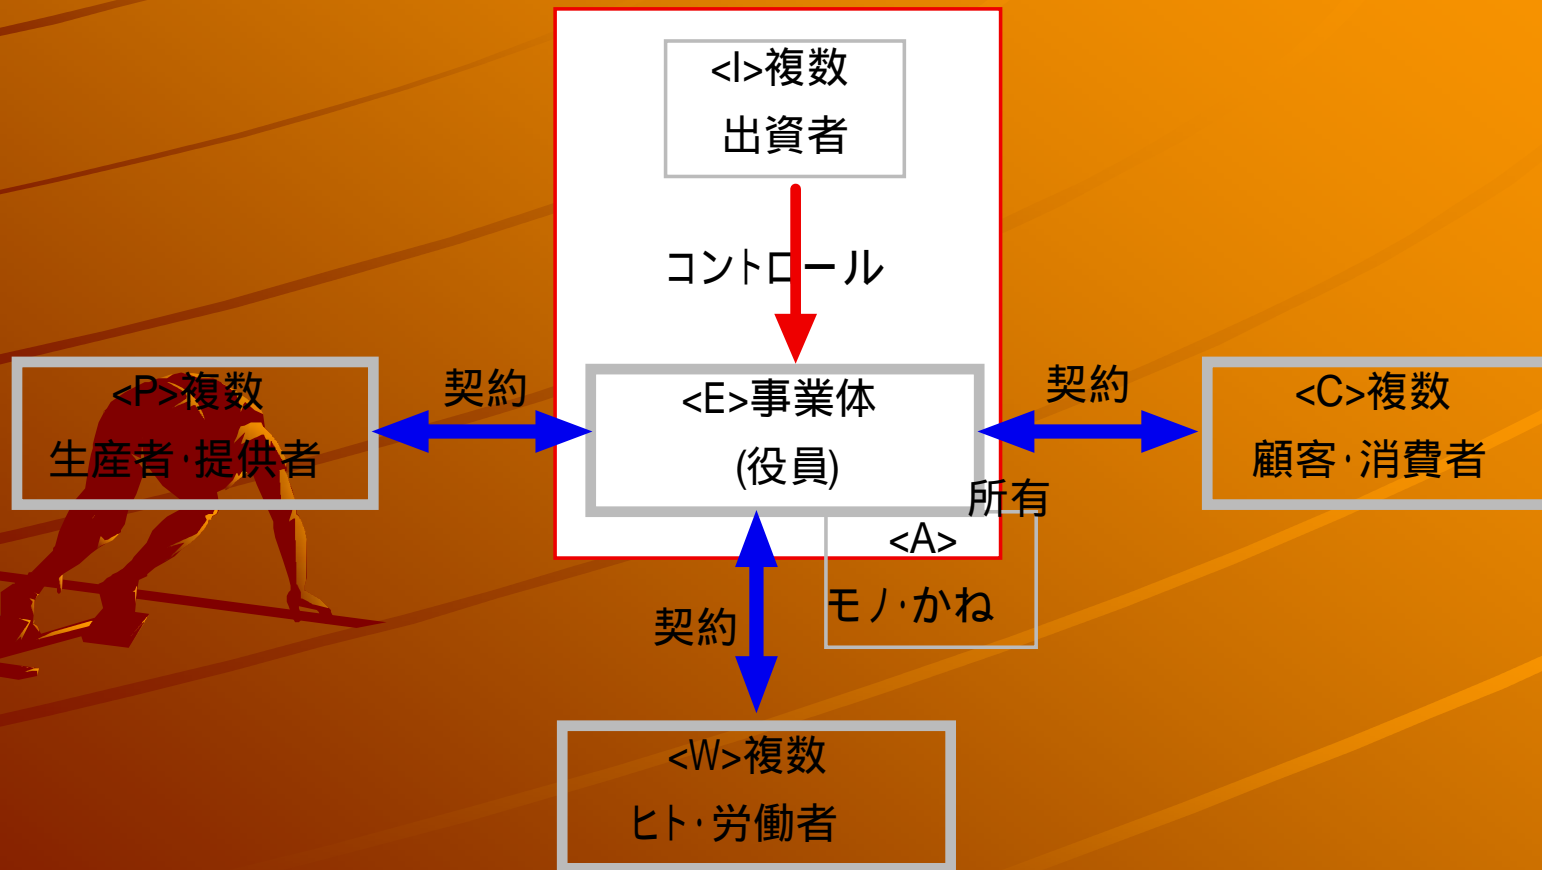 <I>複数
出資者
コントロール
<P>複数
生産者・提供者
契約
<E>事業体
(役員)
契約
<C>複数
顧客・消費者
所有
<A>
モノ・かね
契約
<W>複数
ヒト・労働者